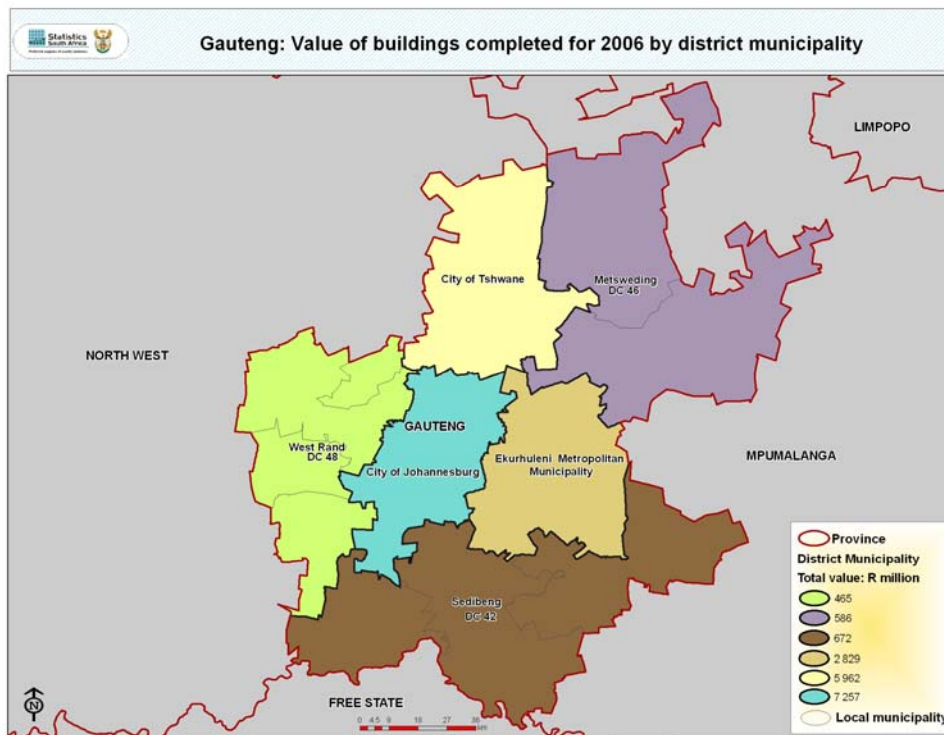 Statistics
South Africa
Gauteng: Value of buildings completed for 2006 by district municipality
LIMPOPO
City of Tshwane
Metsweding
DC 46
NORTH WEST
GAUTENG
West Rand
DC 48
City of Johannesburg
Ekurhuleni Metropolitan
Municipality
MPUMALANGA
Sedibeng
DC 42
FREE STATE
N
0 4.5 9 18 27 36
Province
District Municipality
Total value: R million
465
586
672
2 829
5 962
7 257
Local municipality